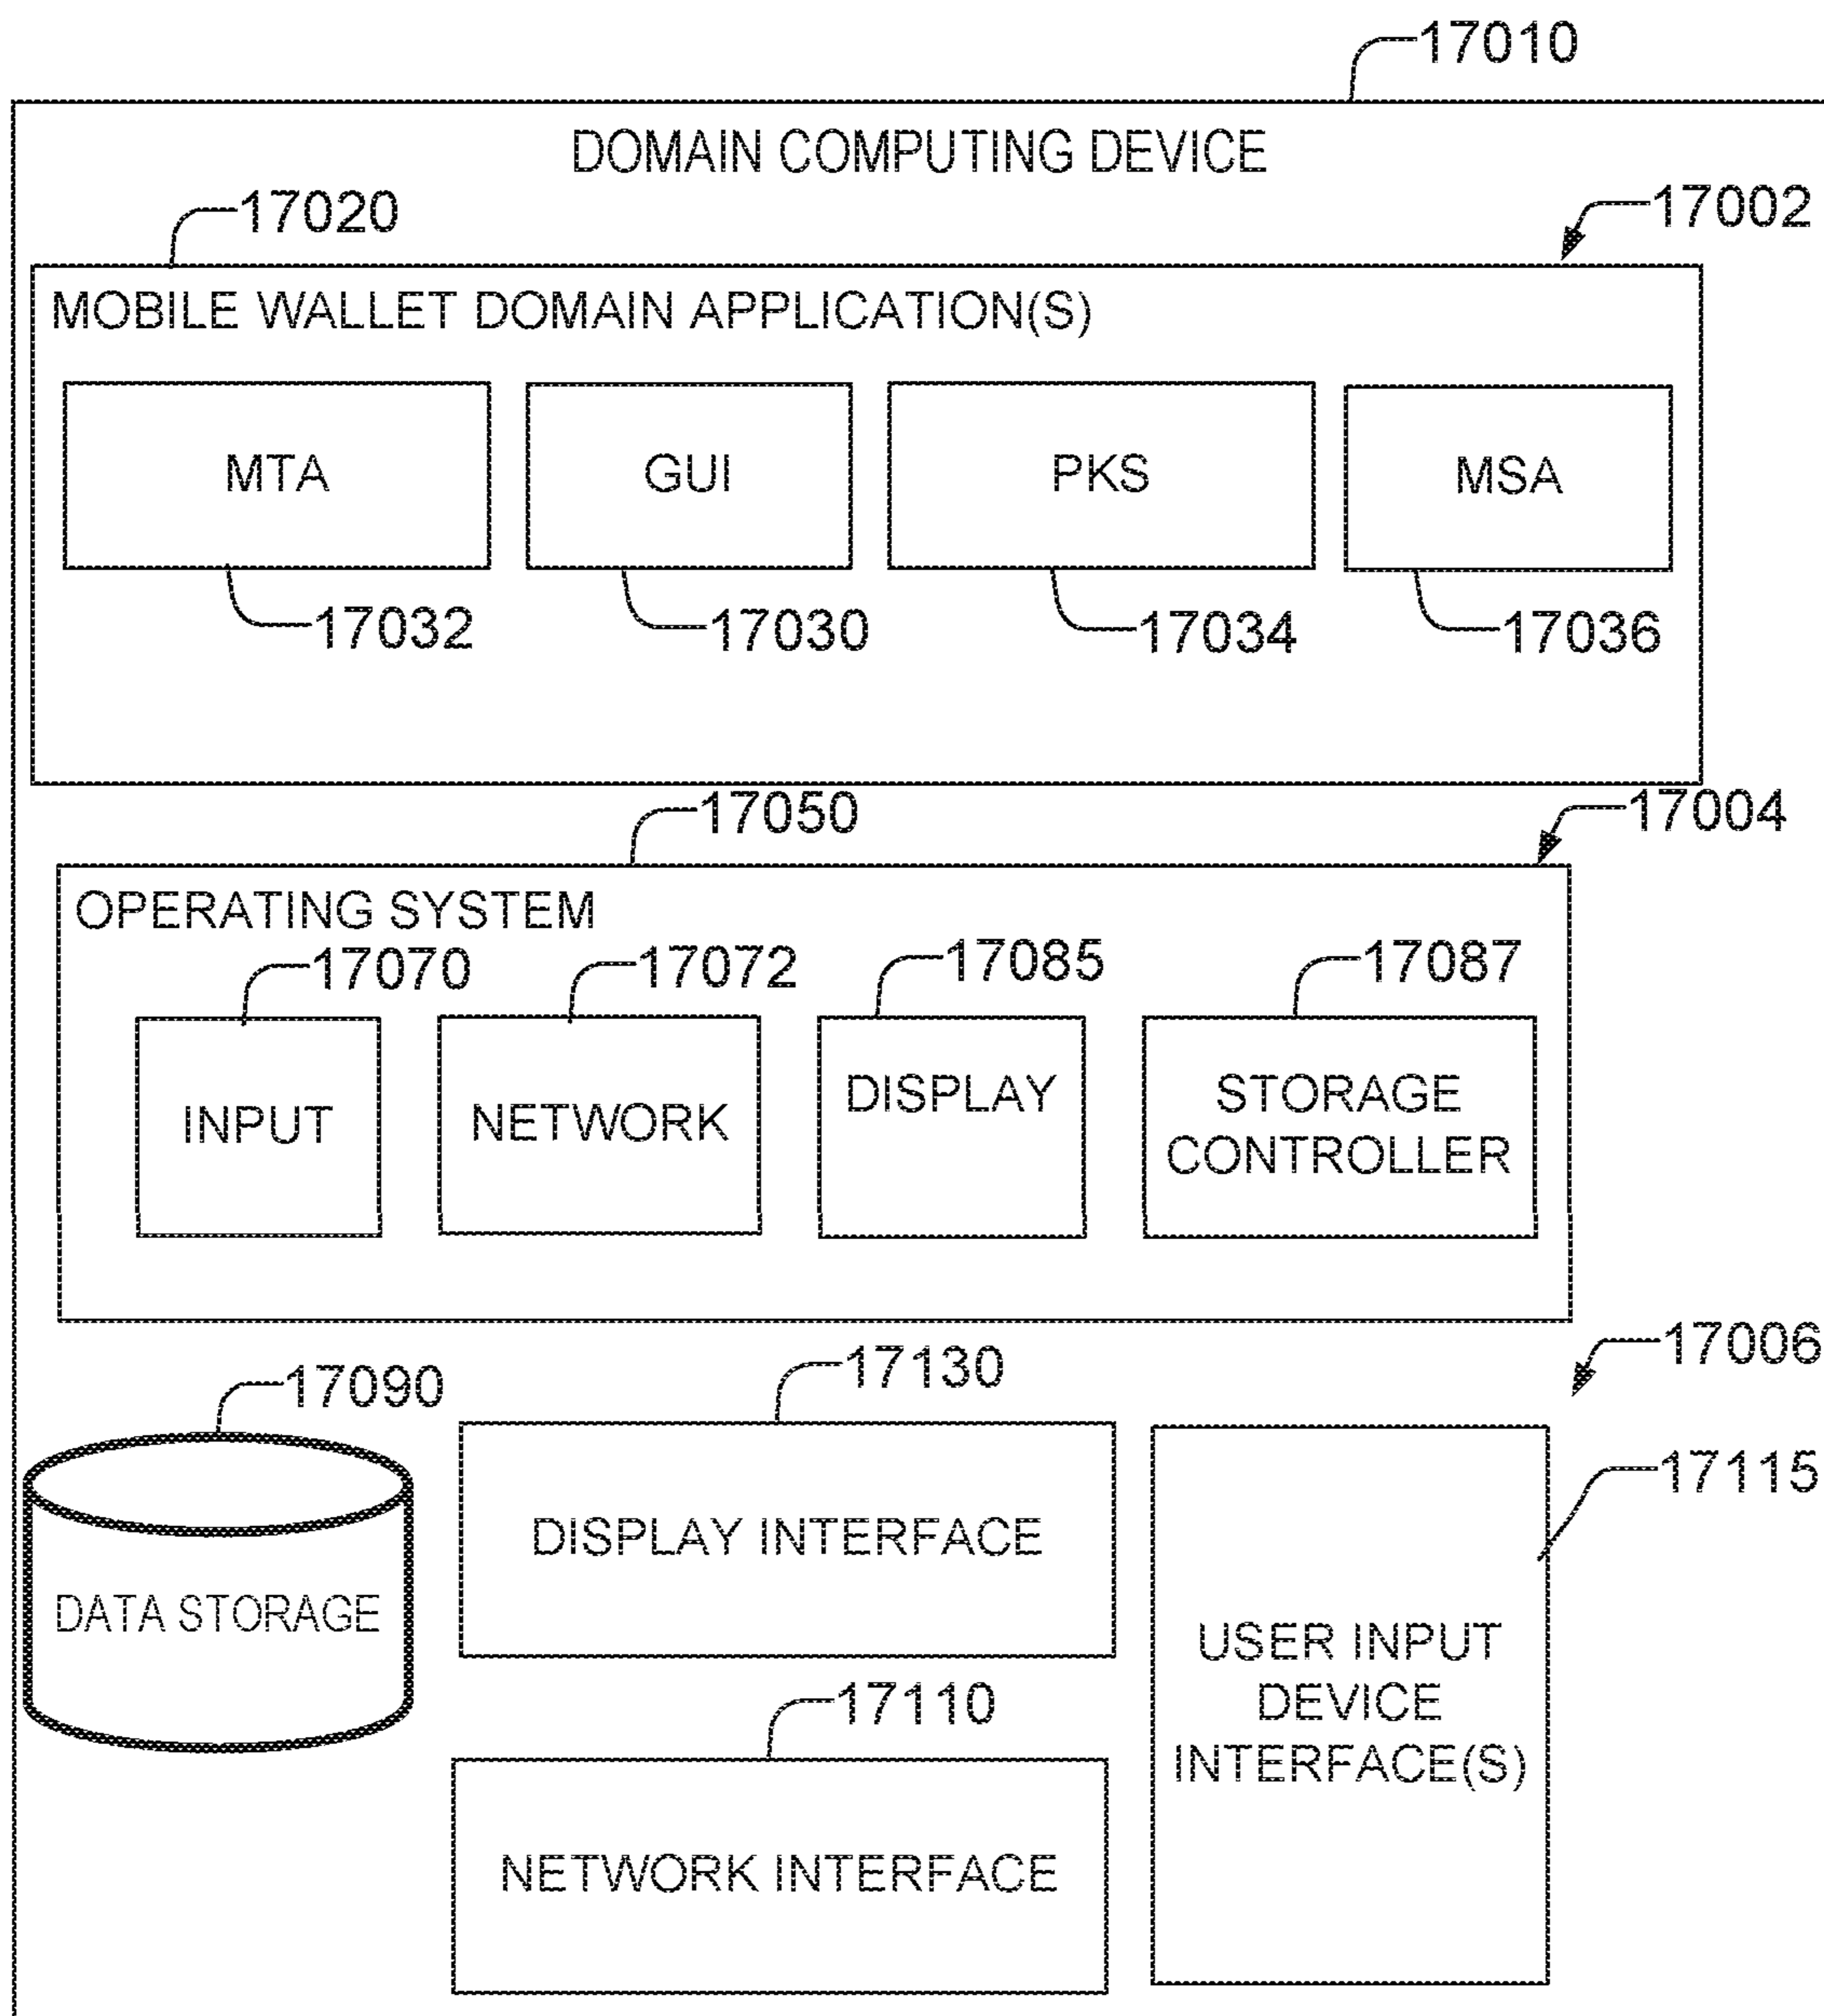 17010
DOMAIN COMPUTING DEVICE
17020
17002
MOBILE WALLET DOMAIN APPLICATION(S)
MTA
GUI
PKS
MSA
17032
17030
17034
17036
17050
17004
OPERATING SYSTEM
17070
17072
17085
17087
INPUT
NETWORK
DISPLAY
STORAGE
CONTROLLER
17006
17090
17130
17115
DATA STORAGE
DISPLAY INTERFACE
USER INPUT
DEVICE
INTERFACE(S)
17110
NETWORK INTERFACE